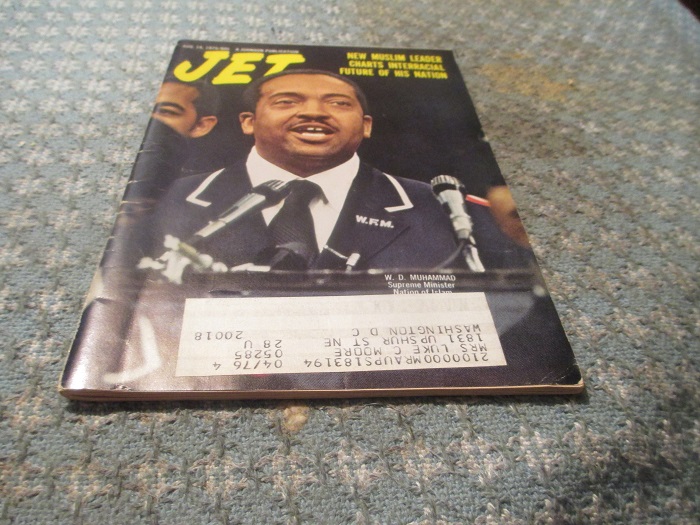 A JOHNSON PUBLICATION
JET
NEW MUSLIM LEADER
CHARTS INTERRACIAL
FUTURE OF HIS NATION
W.F.M.
W. D. MUHAMMAD
Supreme Minister
Nation of Islam
2100000MRAUPS183194 04/76 4
MRS LUKE C MOORE 05285
1831 UPSHUR ST NE 28 U
WASHINGTON D C 20018